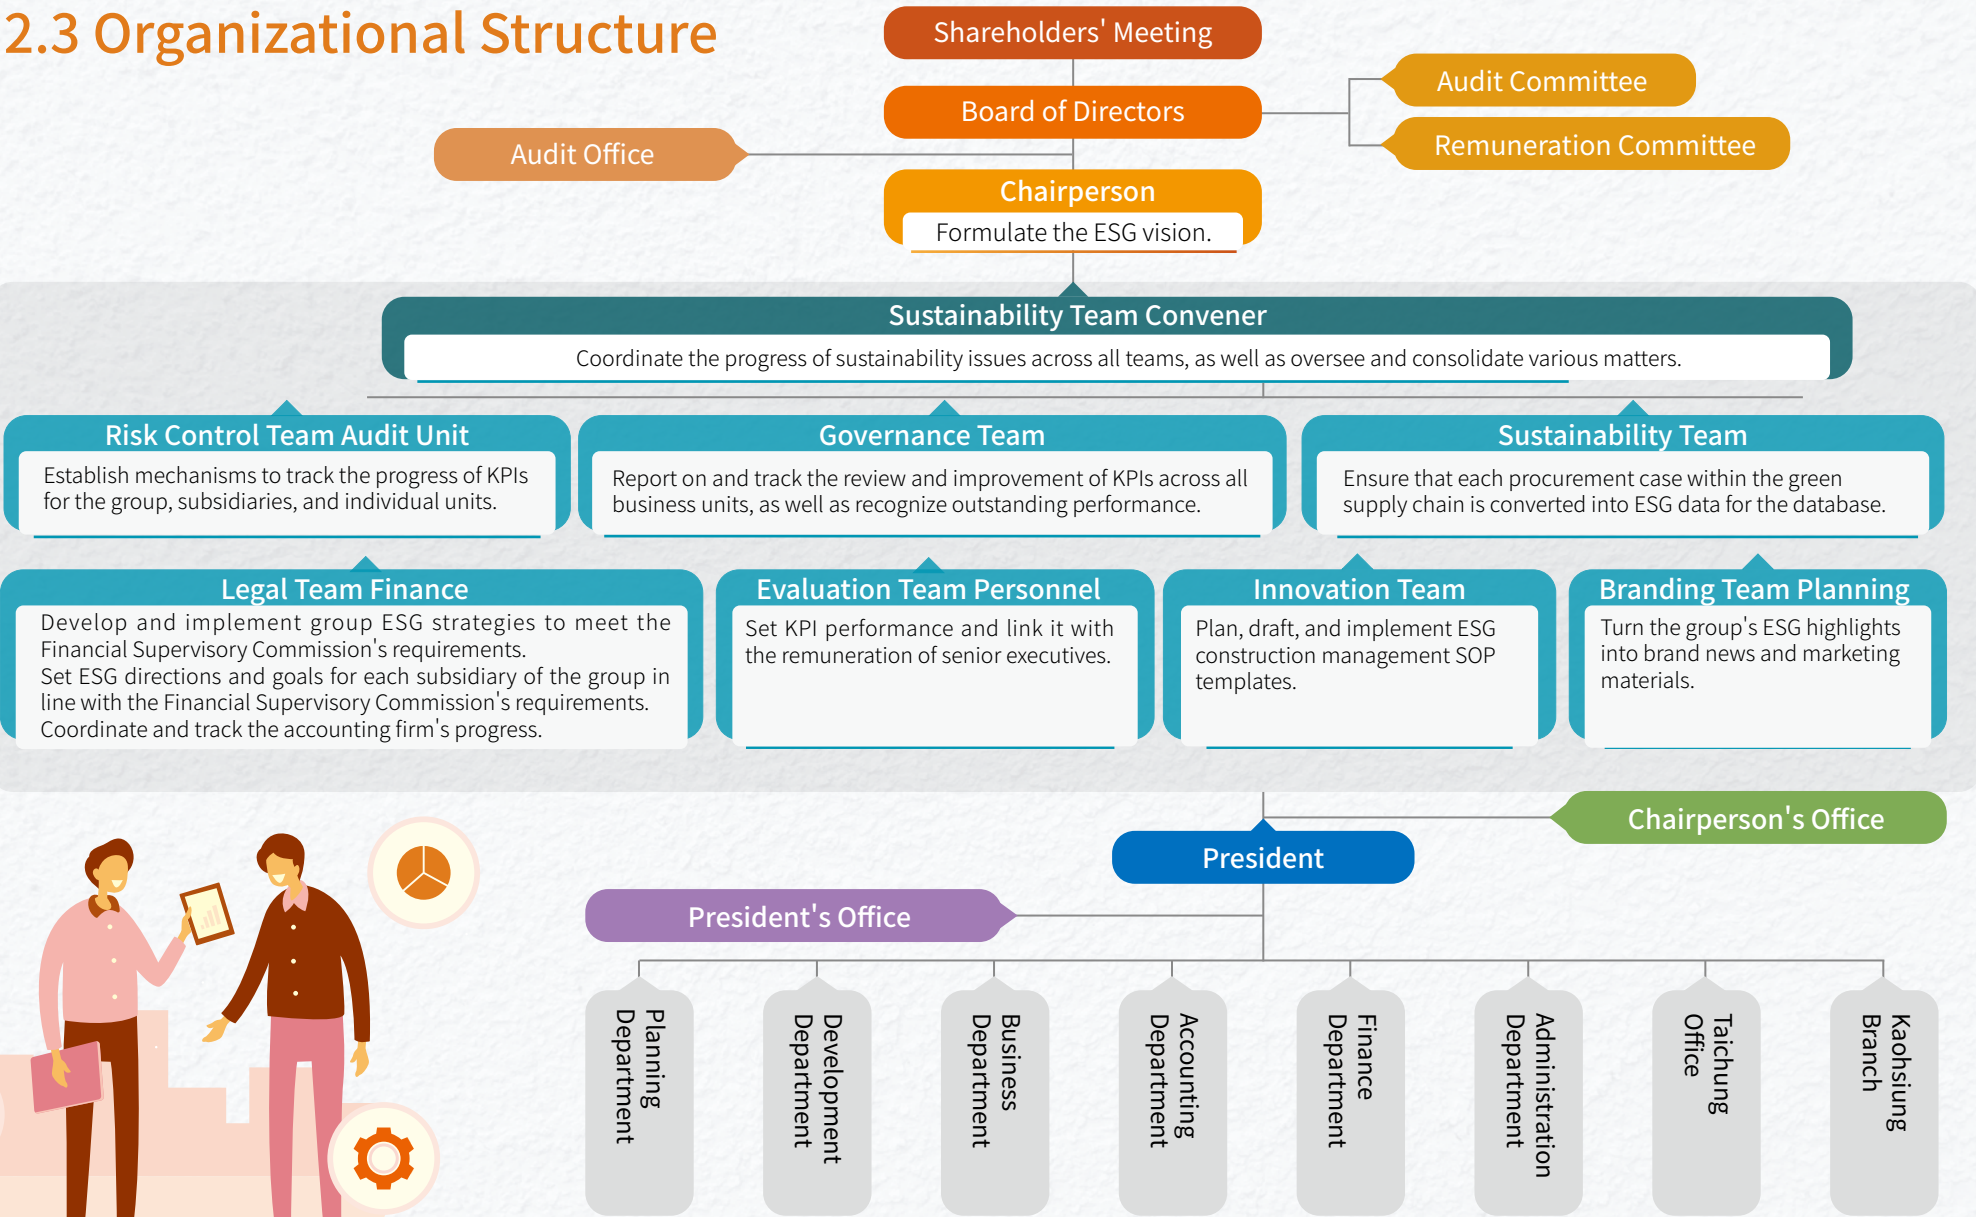 2.3 Organizational Structure
Shareholders' Meeting
Board of Directors
Audit Committee
Remuneration Committee
Audit Office
Chairperson
Formulate the ESG vision.
Sustainability Team Convener
Coordinate the progress of sustainability issues across all teams, as well as oversee and consolidate various matters.
Risk Control Team Audit Unit
Establish mechanisms to track the progress of KPIs
for the group, subsidiaries, and individual units.
Governance Team
Report on and track the review and improvement of KPIs across all
business units, as well as recognize outstanding performance.
Sustainability Team
Ensure that each procurement case within the green
supply chain is converted into ESG data for the database.
Legal Team Finance
Develop and implement group ESG strategies to meet the
Financial Supervisory Commission's requirements.
Set ESG directions and goals for each subsidiary of the group in
line with the Financial Supervisory Commission's requirements.
Coordinate and track the accounting firm's progress.
Evaluation Team Personnel
Set KPI performance and link it with
the remuneration of senior executives.
Innovation Team
Plan, draft, and implement ESG
construction management SOP
templates.
Branding Team Planning
Turn the group's ESG highlights
into brand news and marketing
materials.
Chairperson's Office
President
President's Office
Planning
Department
Development
Department
Business
Department
Accounting
Department
Finance
Department
Administration
Department
Taichung
Office
Kaohsiung
Branch